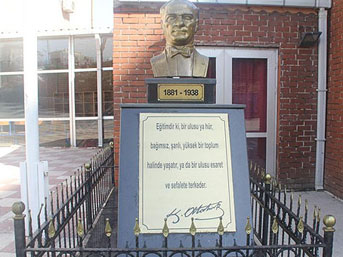 1881 - 1938
Eğitimdir ki, bir ulusu ya hür,
bağımsız, şanlı, yüksek bir toplum
halinde yaşatır, ya da bir ulusu esaret
ve sefalete terkeder.
K. Atatürk